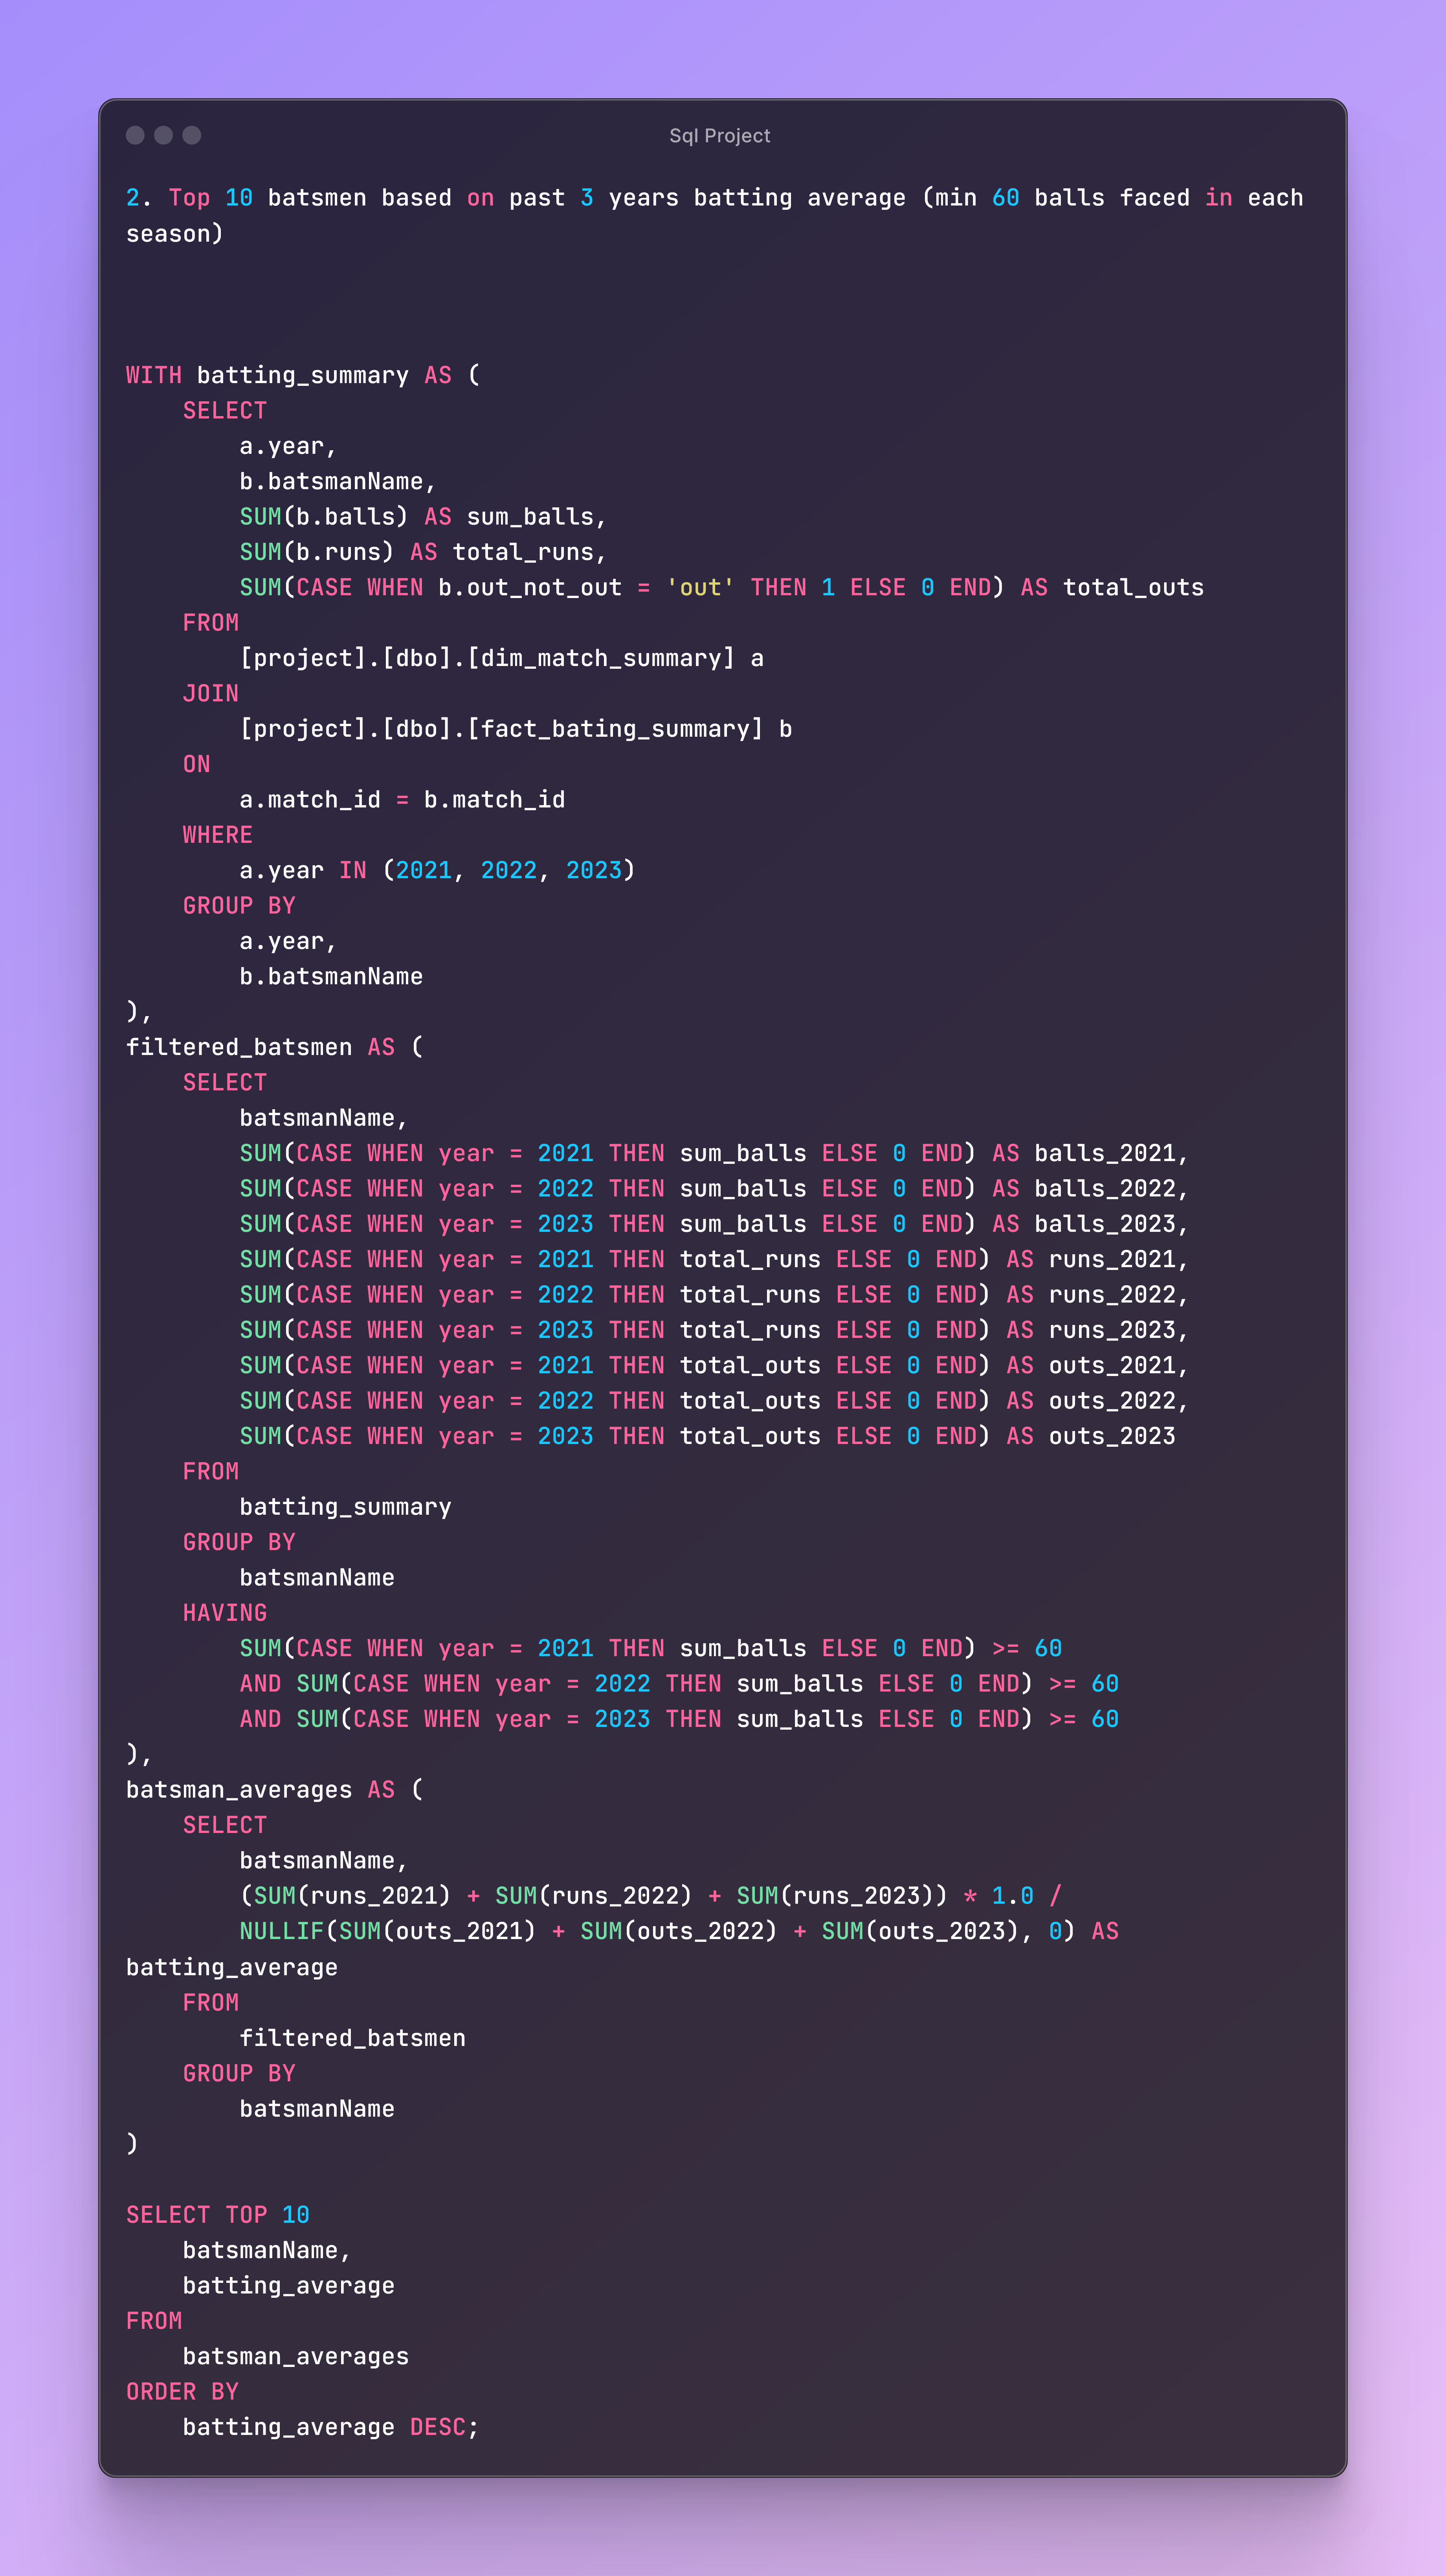 Sql Project
2. Top 10 batsmen based on past 3 years batting average (min 60 balls faced in each
season)
WITH batting_summary AS (
    SELECT
        a.year,
        b.batsmanName,
        SUM(b.balls) AS sum_balls,
        SUM(b.runs) AS total_runs,
        SUM(CASE WHEN b.out_not_out = 'out' THEN 1 ELSE 0 END) AS total_outs
    FROM
        [project].[dbo].[dim_match_summary] a
    JOIN
        [project].[dbo].[fact_bating_summary] b
    ON
        a.match_id = b.match_id
    WHERE
        a.year IN (2021, 2022, 2023)
    GROUP BY
        a.year,
        b.batsmanName
),
filtered_batsmen AS (
    SELECT
        batsmanName,
        SUM(CASE WHEN year = 2021 THEN sum_balls ELSE 0 END) AS balls_2021,
        SUM(CASE WHEN year = 2022 THEN sum_balls ELSE 0 END) AS balls_2022,
        SUM(CASE WHEN year = 2023 THEN sum_balls ELSE 0 END) AS balls_2023,
        SUM(CASE WHEN year = 2021 THEN total_runs ELSE 0 END) AS runs_2021,
        SUM(CASE WHEN year = 2022 THEN total_runs ELSE 0 END) AS runs_2022,
        SUM(CASE WHEN year = 2023 THEN total_runs ELSE 0 END) AS runs_2023,
        SUM(CASE WHEN year = 2021 THEN total_outs ELSE 0 END) AS outs_2021,
        SUM(CASE WHEN year = 2022 THEN total_outs ELSE 0 END) AS outs_2022,
        SUM(CASE WHEN year = 2023 THEN total_outs ELSE 0 END) AS outs_2023
    FROM
        batting_summary
    GROUP BY
        batsmanName
    HAVING
        SUM(CASE WHEN year = 2021 THEN sum_balls ELSE 0 END) >= 60
        AND SUM(CASE WHEN year = 2022 THEN sum_balls ELSE 0 END) >= 60
        AND SUM(CASE WHEN year = 2023 THEN sum_balls ELSE 0 END) >= 60
),
batsman_averages AS (
    SELECT
        batsmanName,
        (SUM(runs_2021) + SUM(runs_2022) + SUM(runs_2023)) * 1.0 /
        NULLIF(SUM(outs_2021) + SUM(outs_2022) + SUM(outs_2023), 0) AS
batting_average
    FROM
        filtered_batsmen
    GROUP BY
        batsmanName
)
SELECT TOP 10
    batsmanName,
    batting_average
FROM
    batsman_averages
ORDER BY
    batting_average DESC;